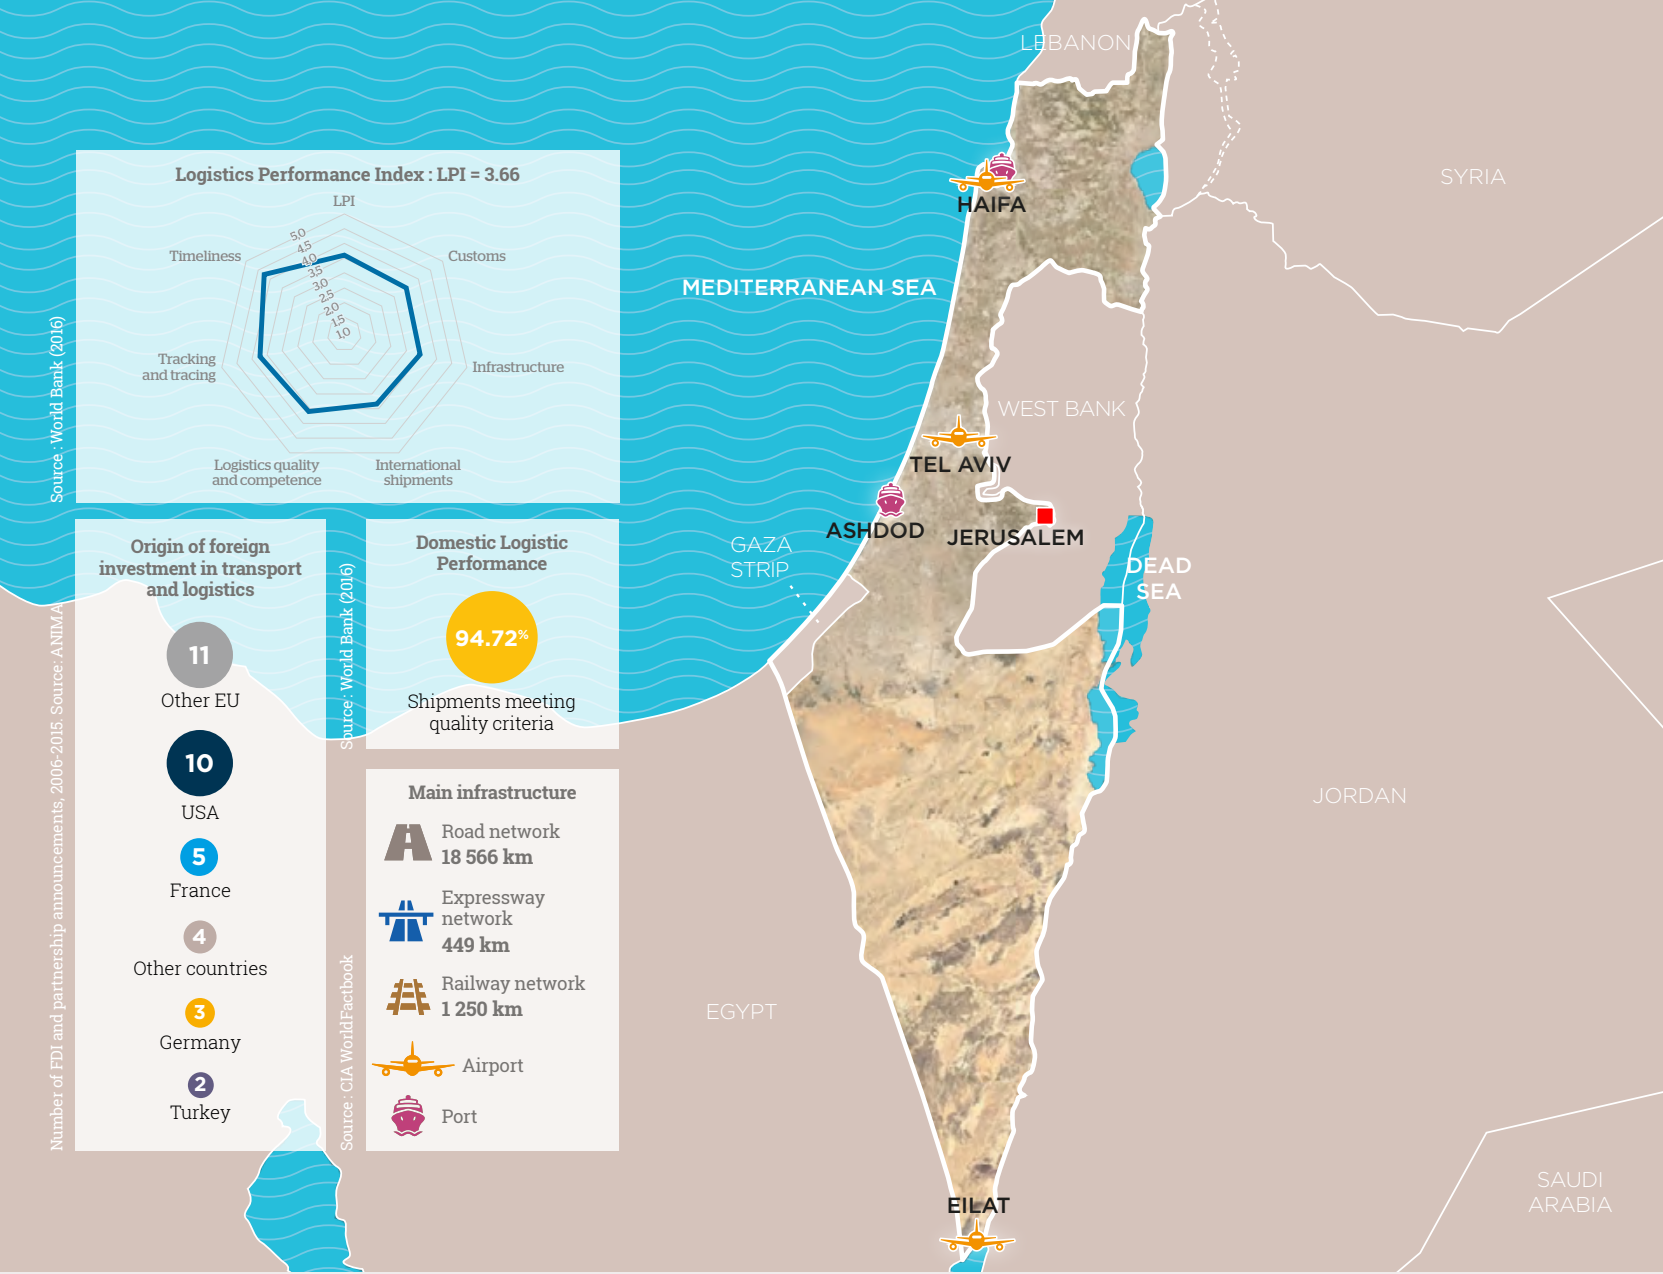 LEBANON
SYRIA
HAIFA
MEDITERRANEAN SEA
WEST BANK
TEL AVIV
ASHDOD
JERUSALEM
GAZA
STRIP
DEAD
SEA
JORDAN
EGYPT
EILAT
SAUDI
ARABIA
Logistics Performance Index : LPI = 3.66
LPI
Customs
Infrastructure
International
shipments
Logistics quality
and competence
Tracking
and tracing
Timeliness
5,0
4,5
4,0
3,5
3,0
2,5
2,0
1,5
1,0
Source : World Bank (2016)
Origin of foreign
investment in transport
and logistics
11
Other EU
10
USA
5
France
4
Other countries
3
Germany
2
Turkey
Number of FDI and partnership announcements, 2006-2015. Source: ANIMA
Domestic Logistic
Performance
94.72%
Shipments meeting
quality criteria
Source : World Bank (2016)
Main infrastructure
Road network
18 566 km
Expressway
network
449 km
Railway network
1 250 km
Airport
Port
Source : CIA WorldFactbook